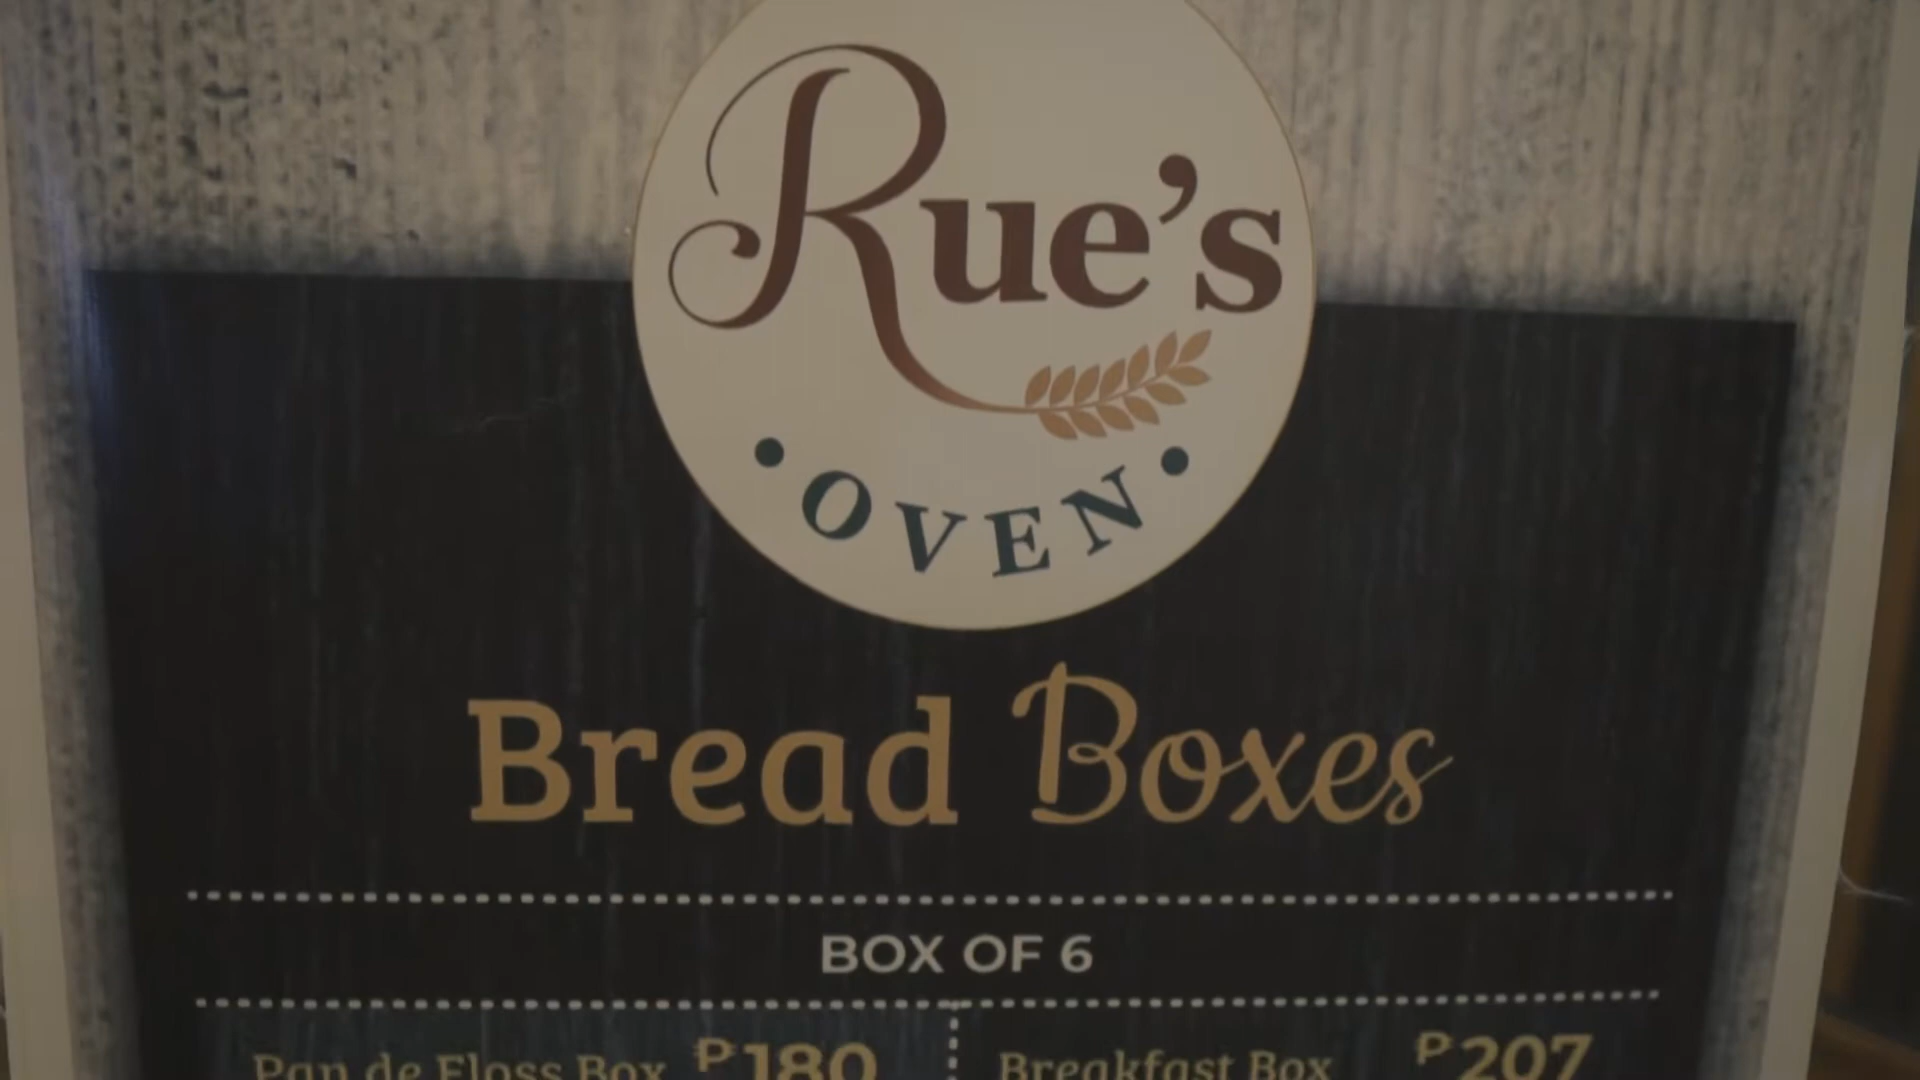 Rue's
OVEN
Bread Boxes
BOX OF 6
Pan de Floss Box ₱180
Breakfast Box ₱207